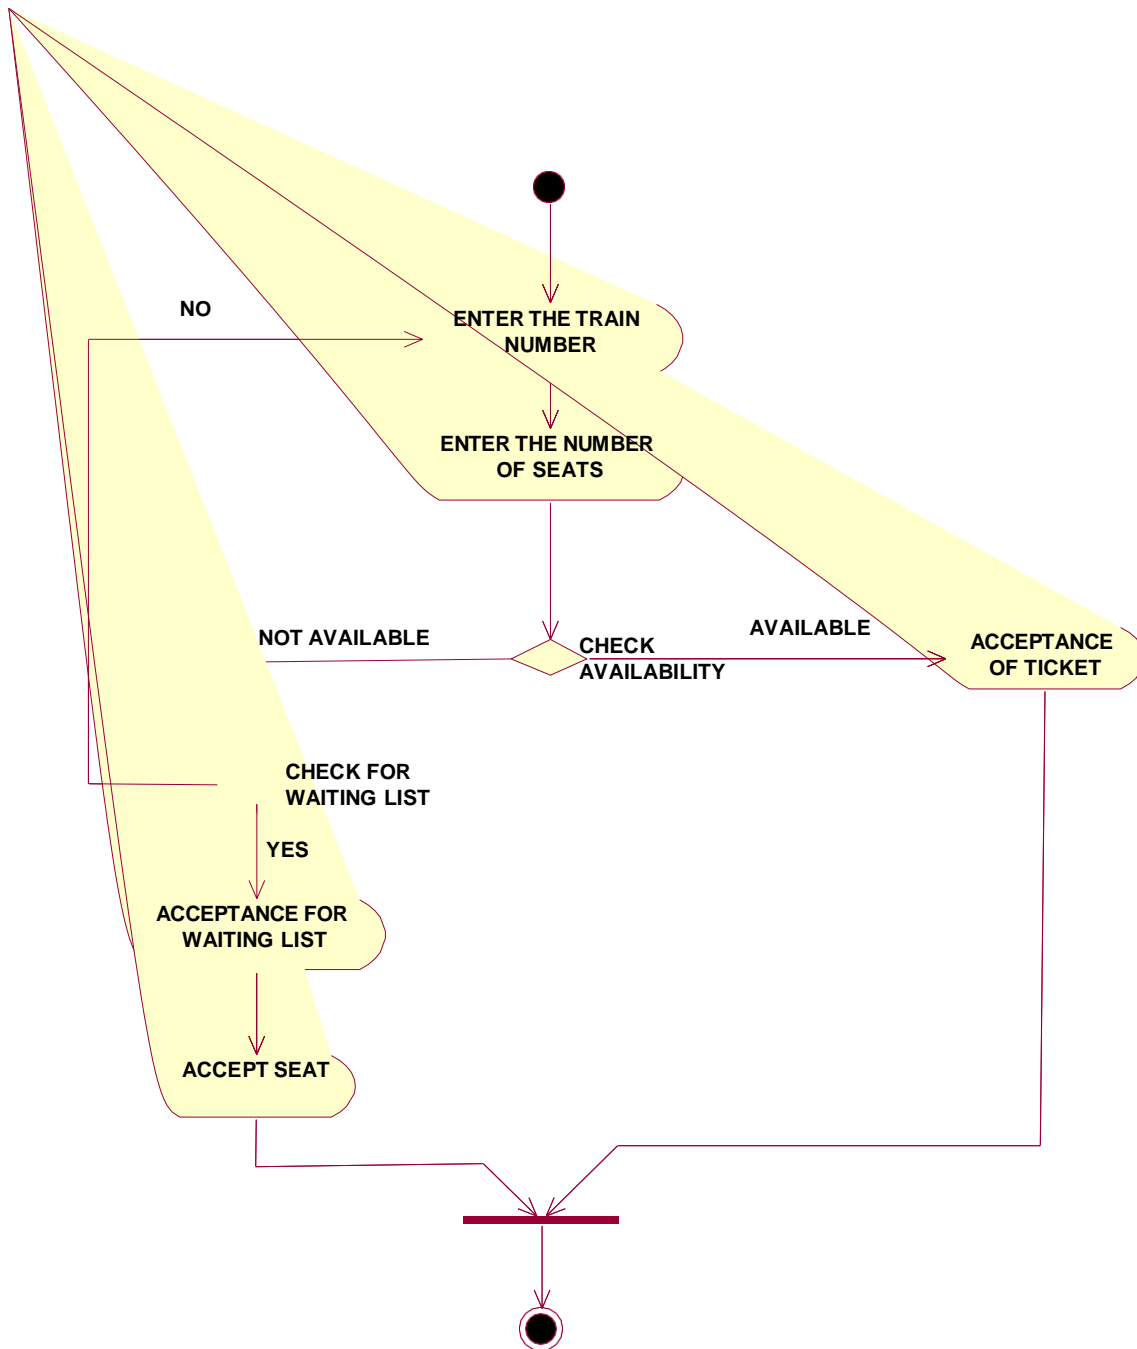 NO
ENTER THE TRAIN
NUMBER
ENTER THE NUMBER
OF SEATS
NOT AVAILABLE
CHECK
AVAILABILITY
AVAILABLE
ACCEPTANCE
OF TICKET
CHECK FOR
WAITING LIST
YES
ACCEPTANCE FOR
WAITING LIST
ACCEPT SEAT